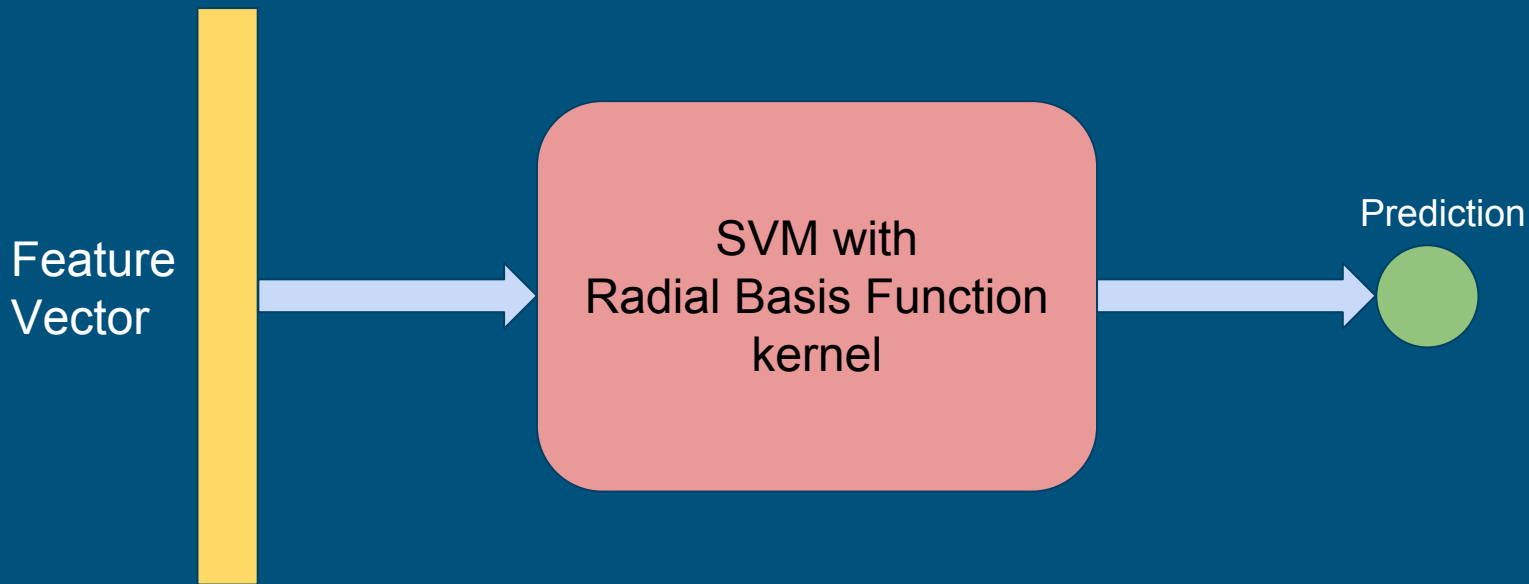 Feature
Vector
SVM with
Radial Basis Function
kernel
Prediction